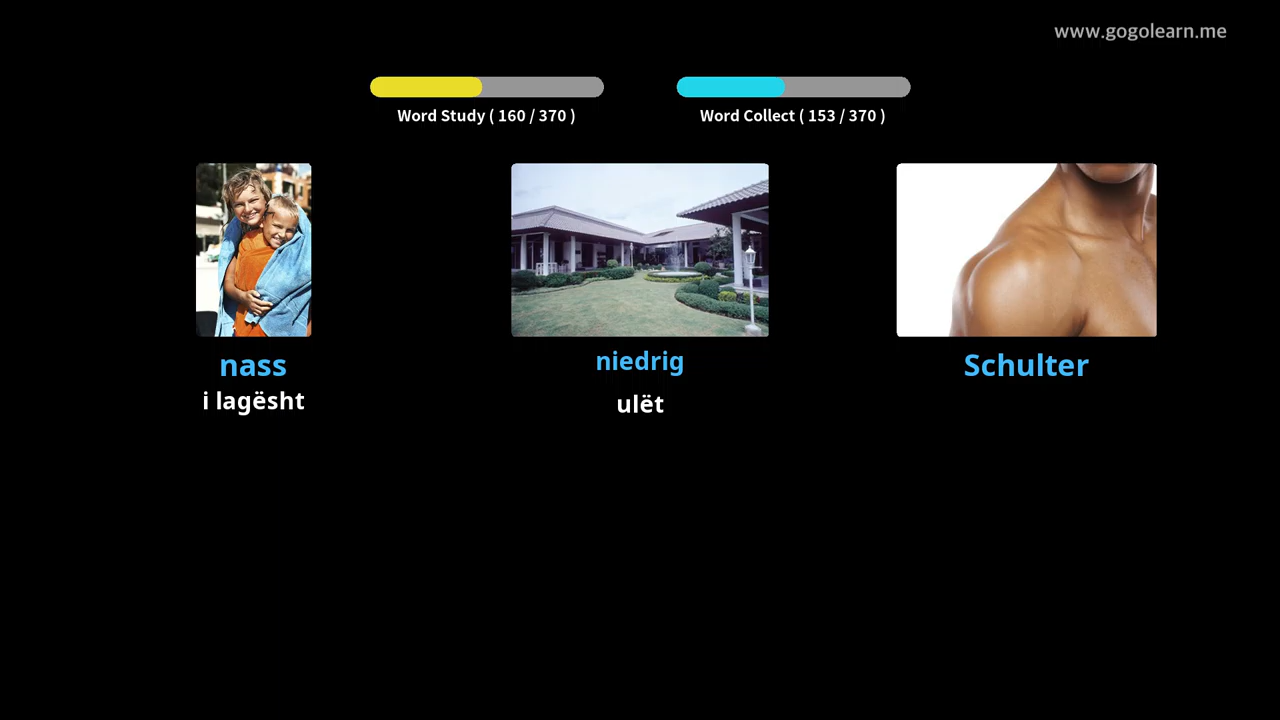 www.gogolearn.me
Word Study ( 160 / 370 )
Word Collect ( 153 / 370 )
nass
i lagësht
niedrig
ulët
Schulter